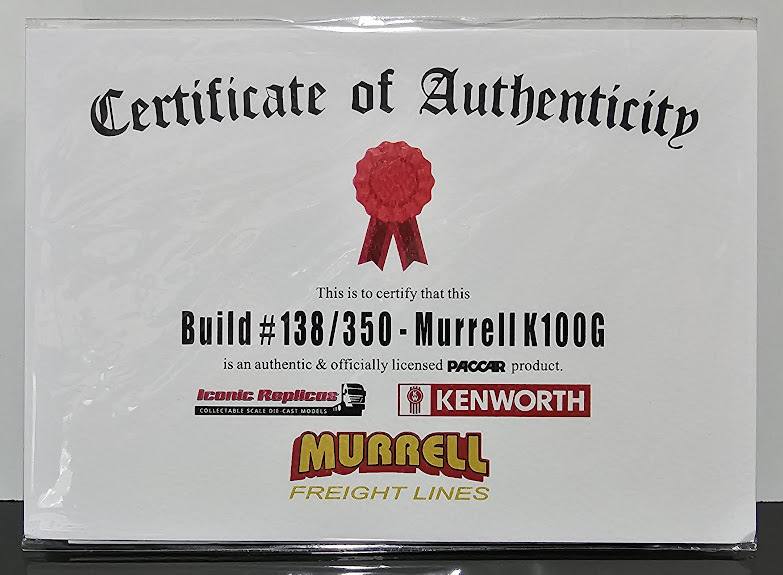 Certificate of Authenticity
This is to certify that this
Build #138/350 - Murrell K100G
is an authentic & officially licensed PACCAR product.
Iconic Replicas
COLLECTABLE SCALE DIE-CAST MODELS
KENWORTH
MURRELL
FREIGHT LINES